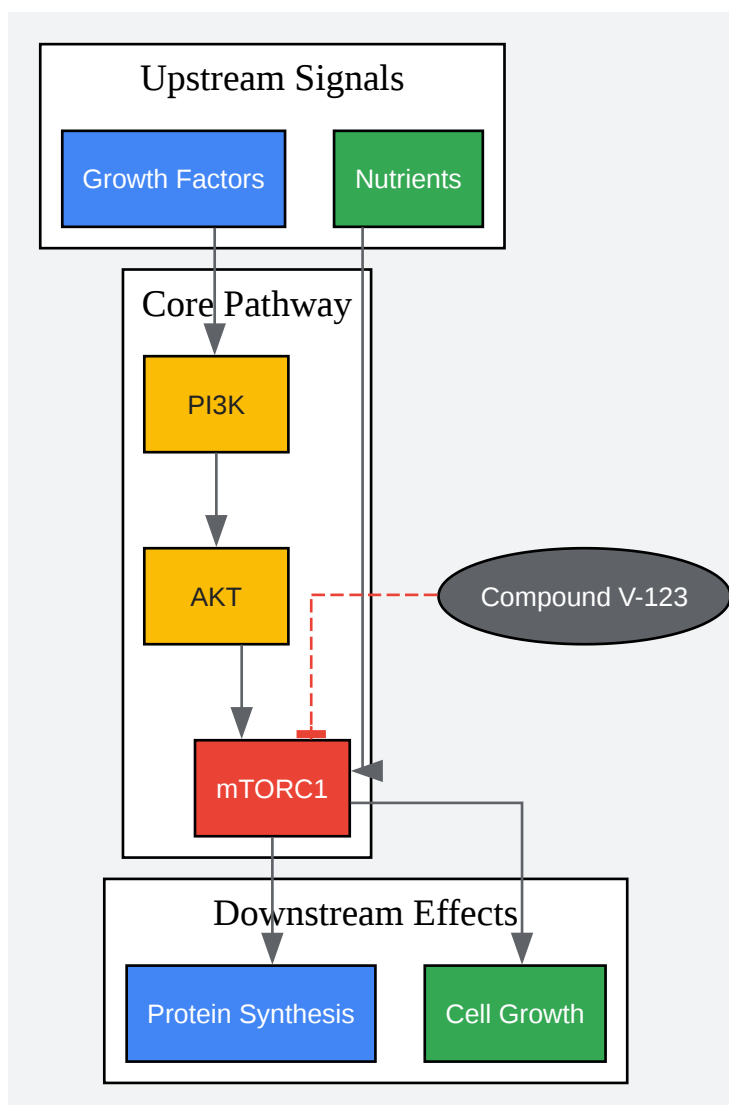 Upstream Signals
Growth Factors
Nutrients
Core Pathway
PI3K
AKT
Compound V-123
mTORC1
Downstream Effects
Protein Synthesis
Cell Growth